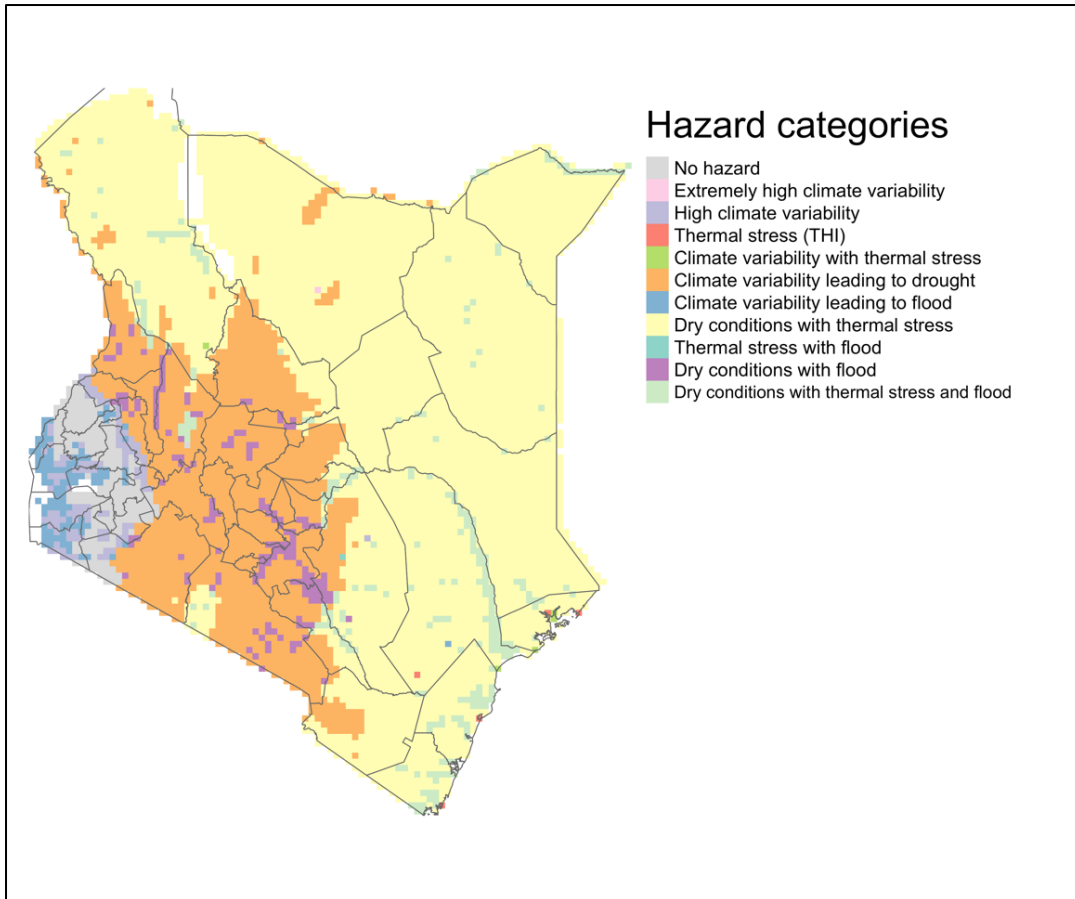 Hazard categories
No hazard
Extremely high climate variability
High climate variability
Thermal stress (THI)
Climate variability with thermal stress
Climate variability leading to drought
Climate variability leading to flood
Dry conditions with thermal stress
Thermal stress with flood
Dry conditions with flood
Dry conditions with thermal stress and flood